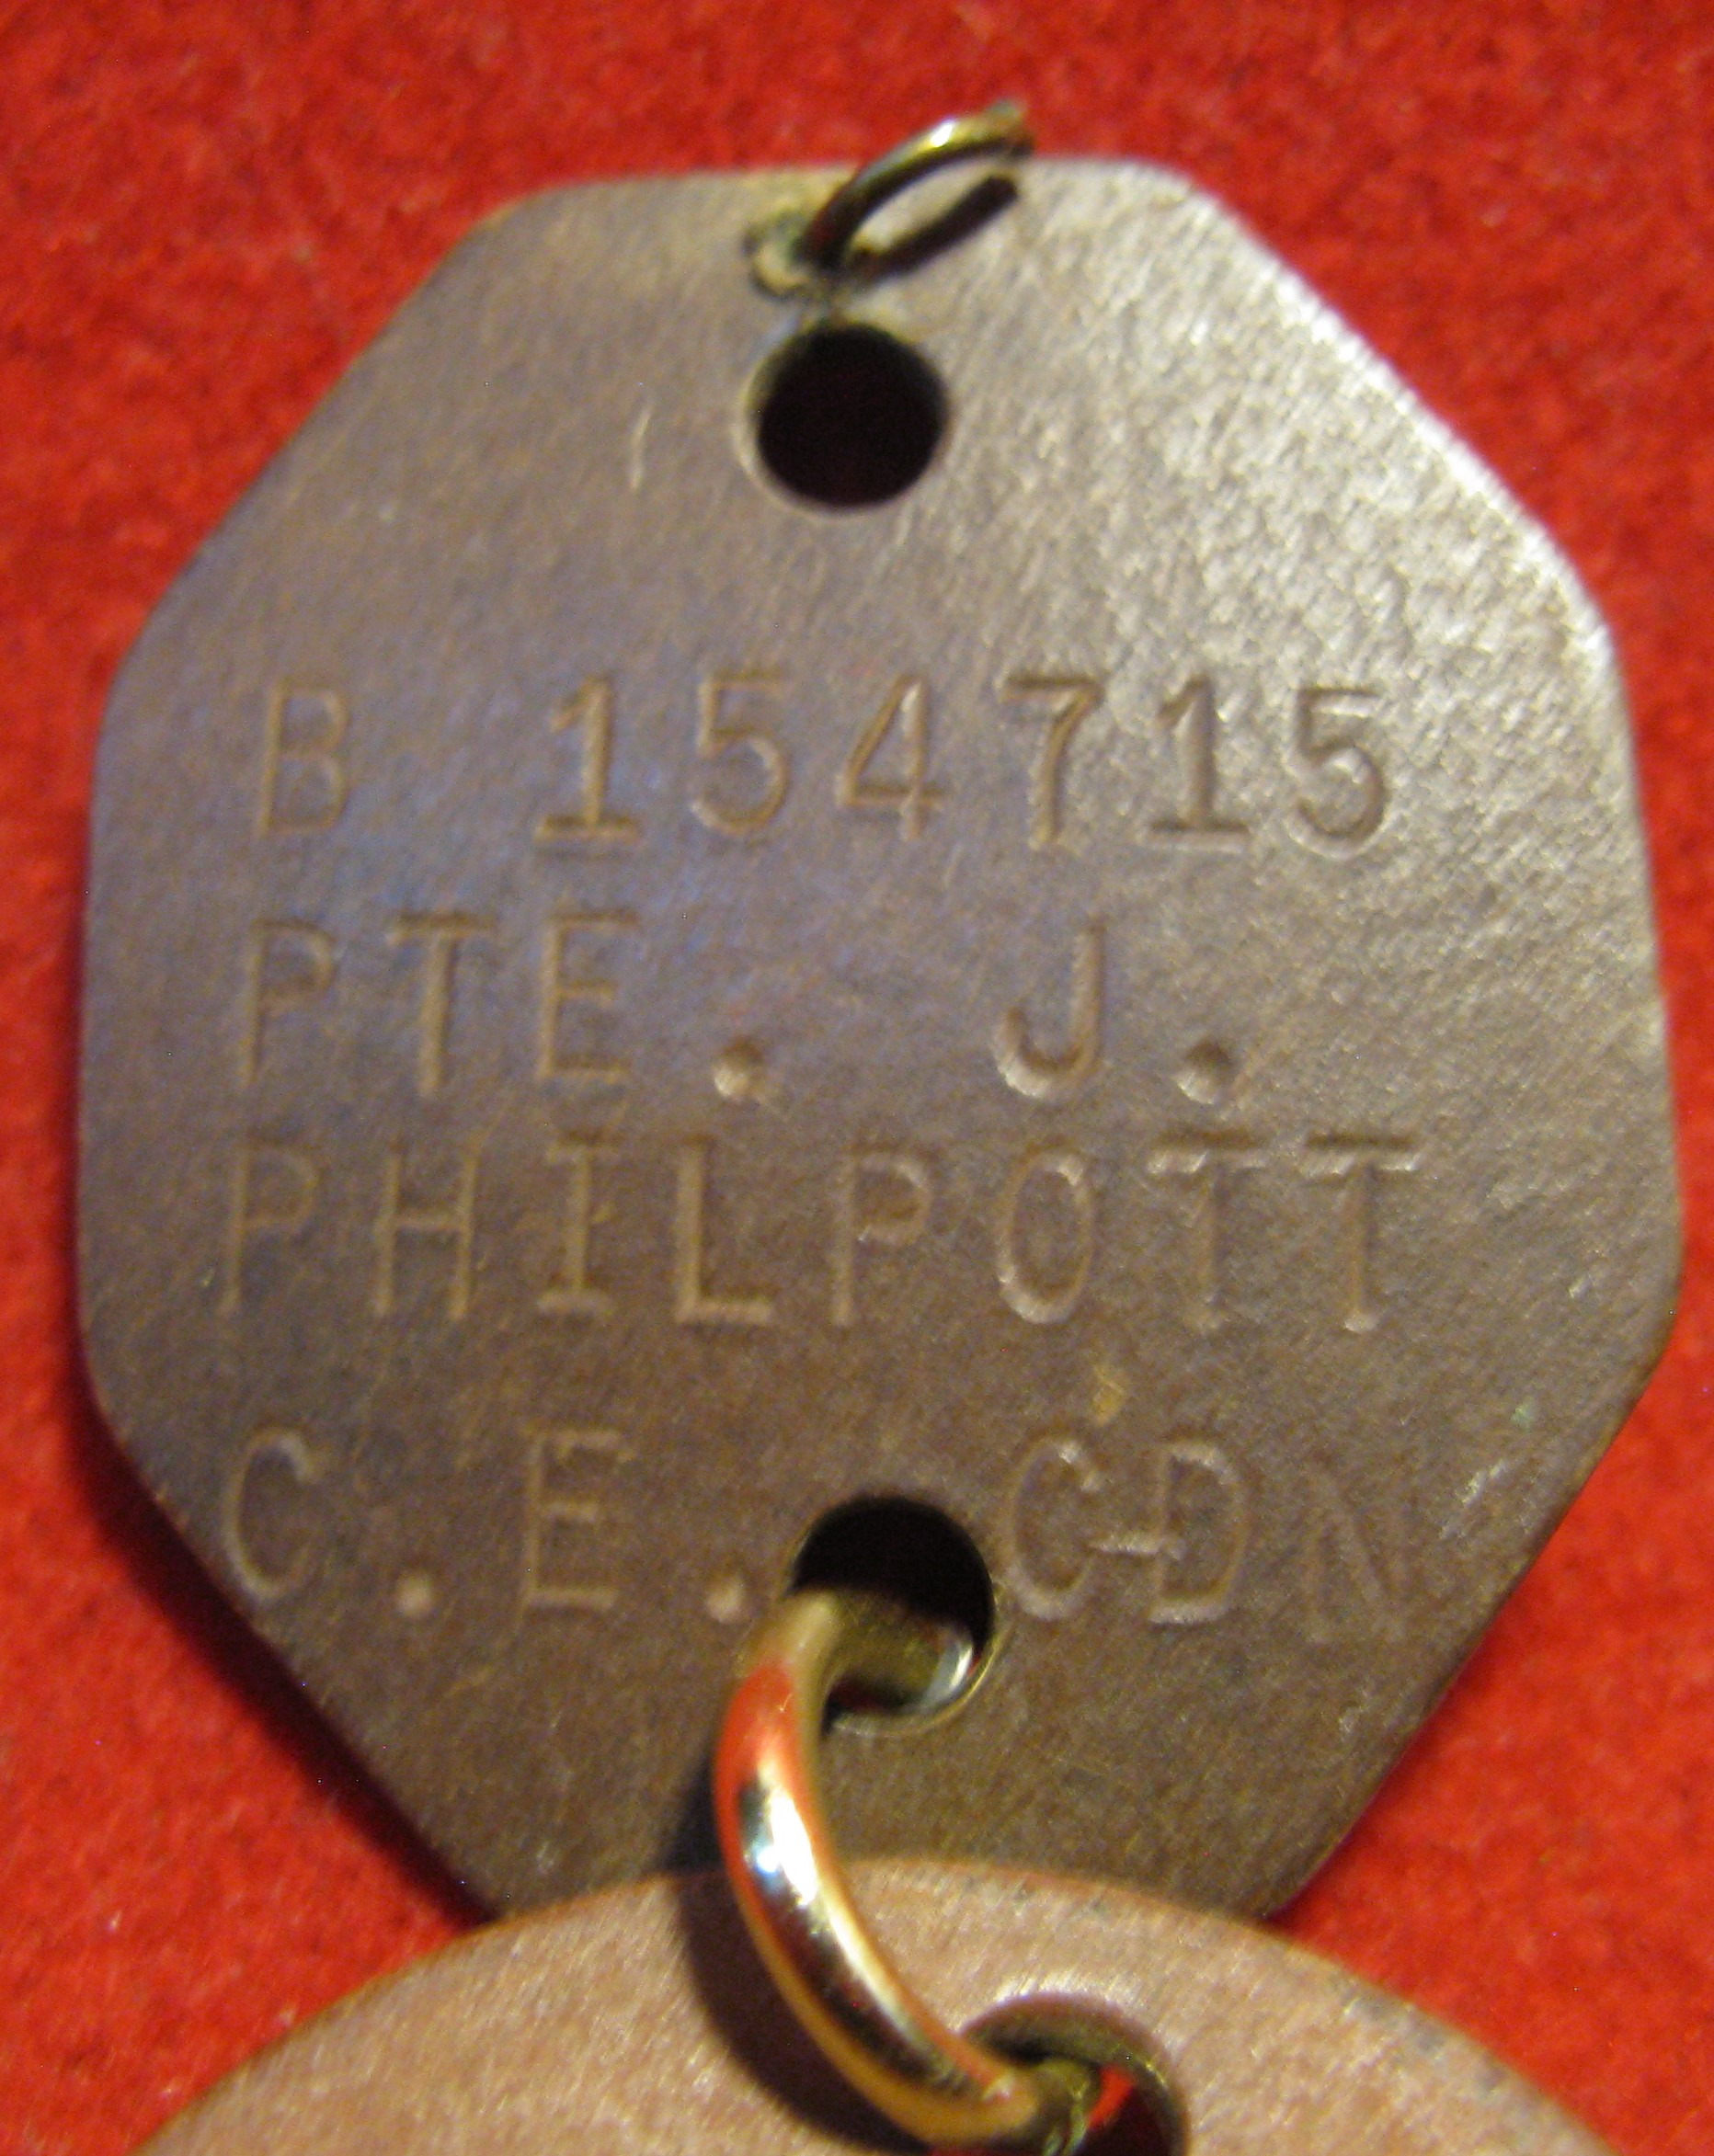 B 154715
PTE. J.
PHILPOTT
C.E. CDN